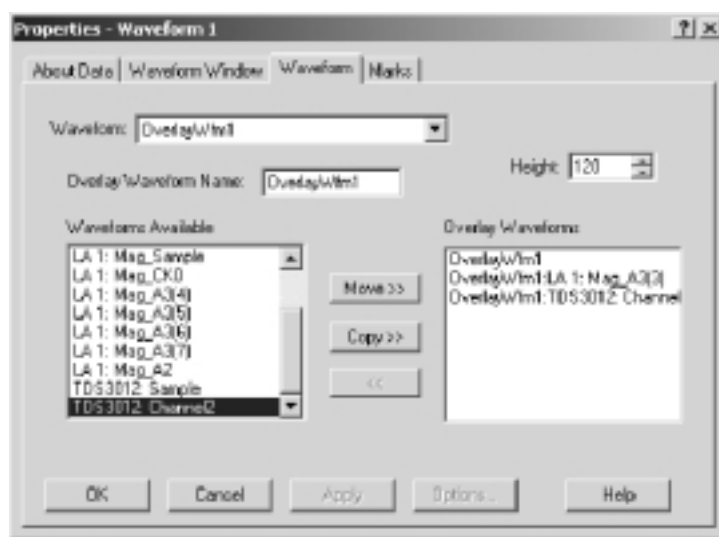 Properties - Waveform 1
About Data
Waveform Window
Waveform
Marks
Waveform: OverlayWfm1
Overlay Waveform Name: OverlayWfm1
Height: 120
Waveforms Available
LA 1: Mag_Sample
LA 1: Mag_CK0
LA 1: Mag_A3(4)
LA 1: Mag_A3(5)
LA 1: Mag_A3(6)
LA 1: Mag_A3(7)
LA 1: Mag_A2
TDS3012: Sample
TDS3012: Channel2
Move >>
Copy >>
<<
Overlay Waveforms
OverlayWfm1
OverlayWfm1:LA 1: Mag_A3(3)
OverlayWfm1:TDS3012: Channel
OK
Cancel
Apply
Options...
Help